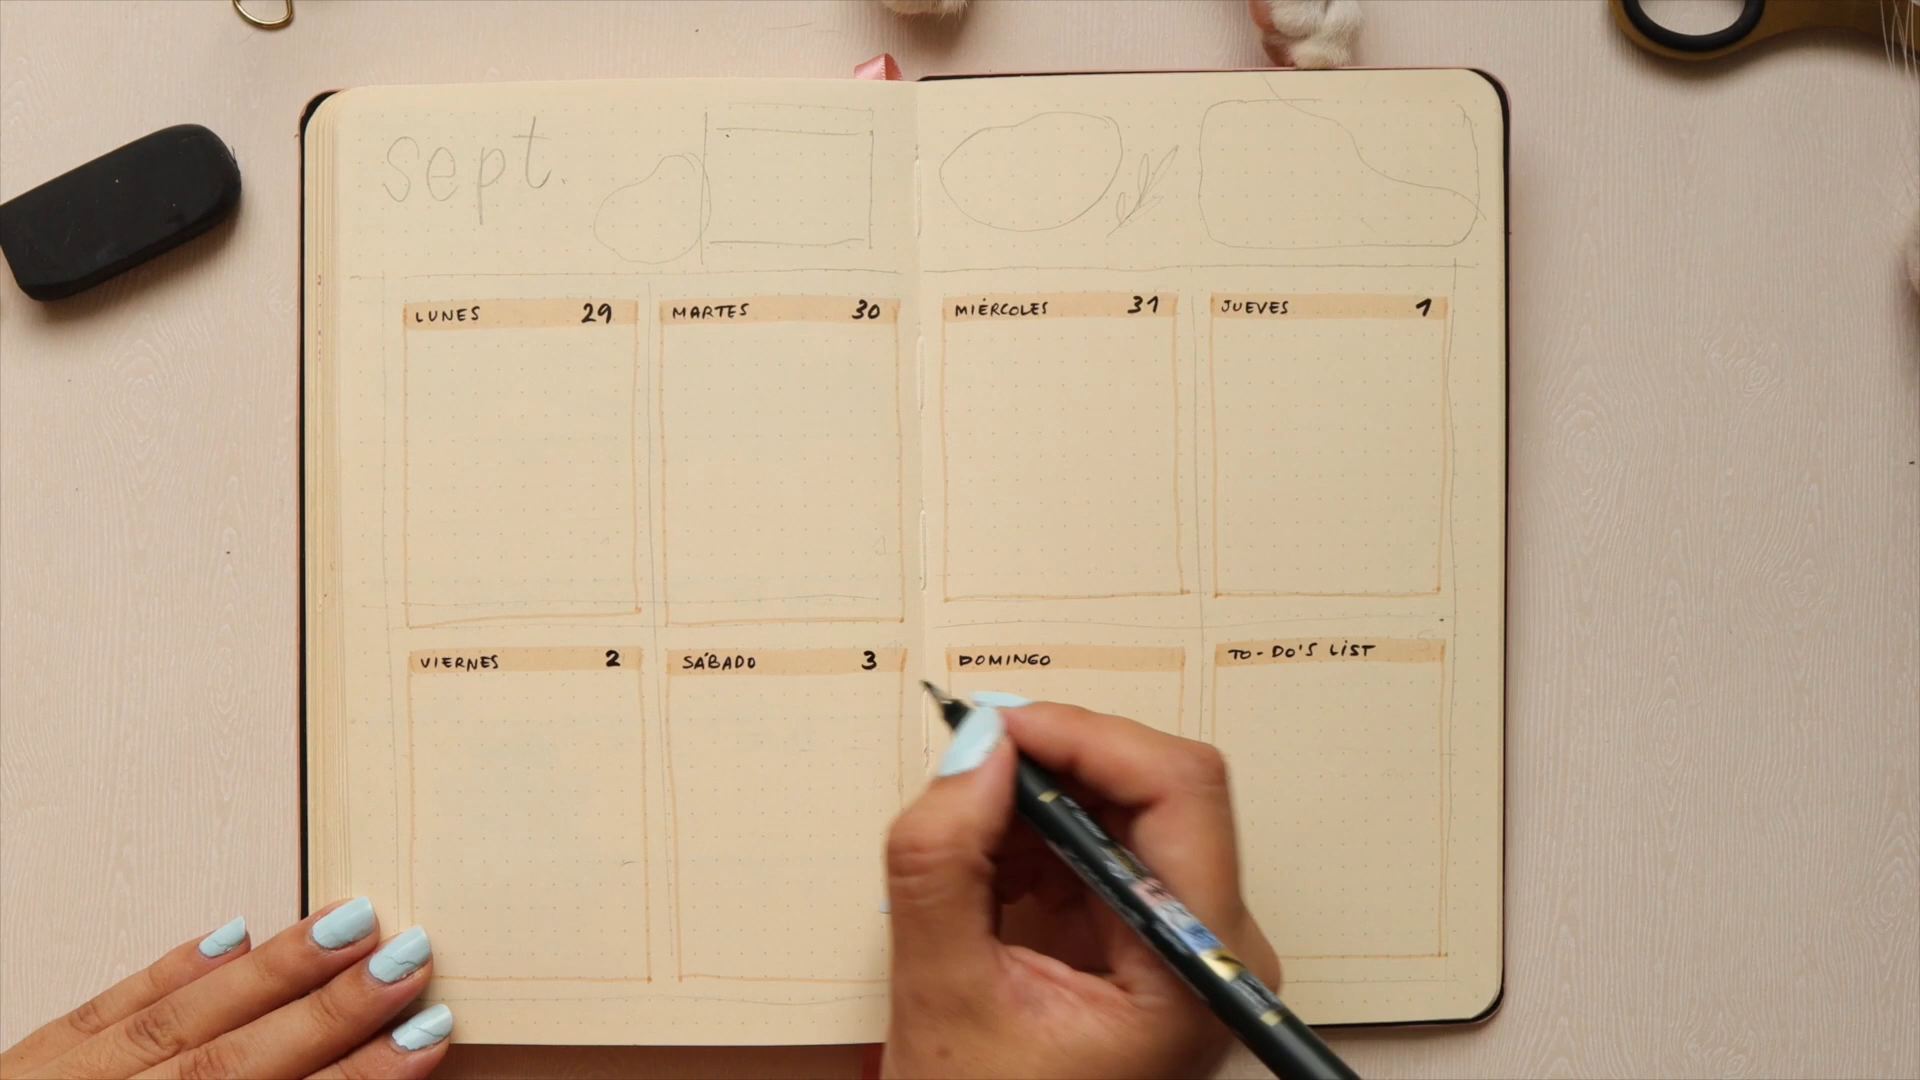 sept.
LUNES 29
MARTES 30
MIÉRCOLES 31
JUEVES 1
VIERNES 2
SÁBADO 3
DOMINGO
TO-DO'S LIST